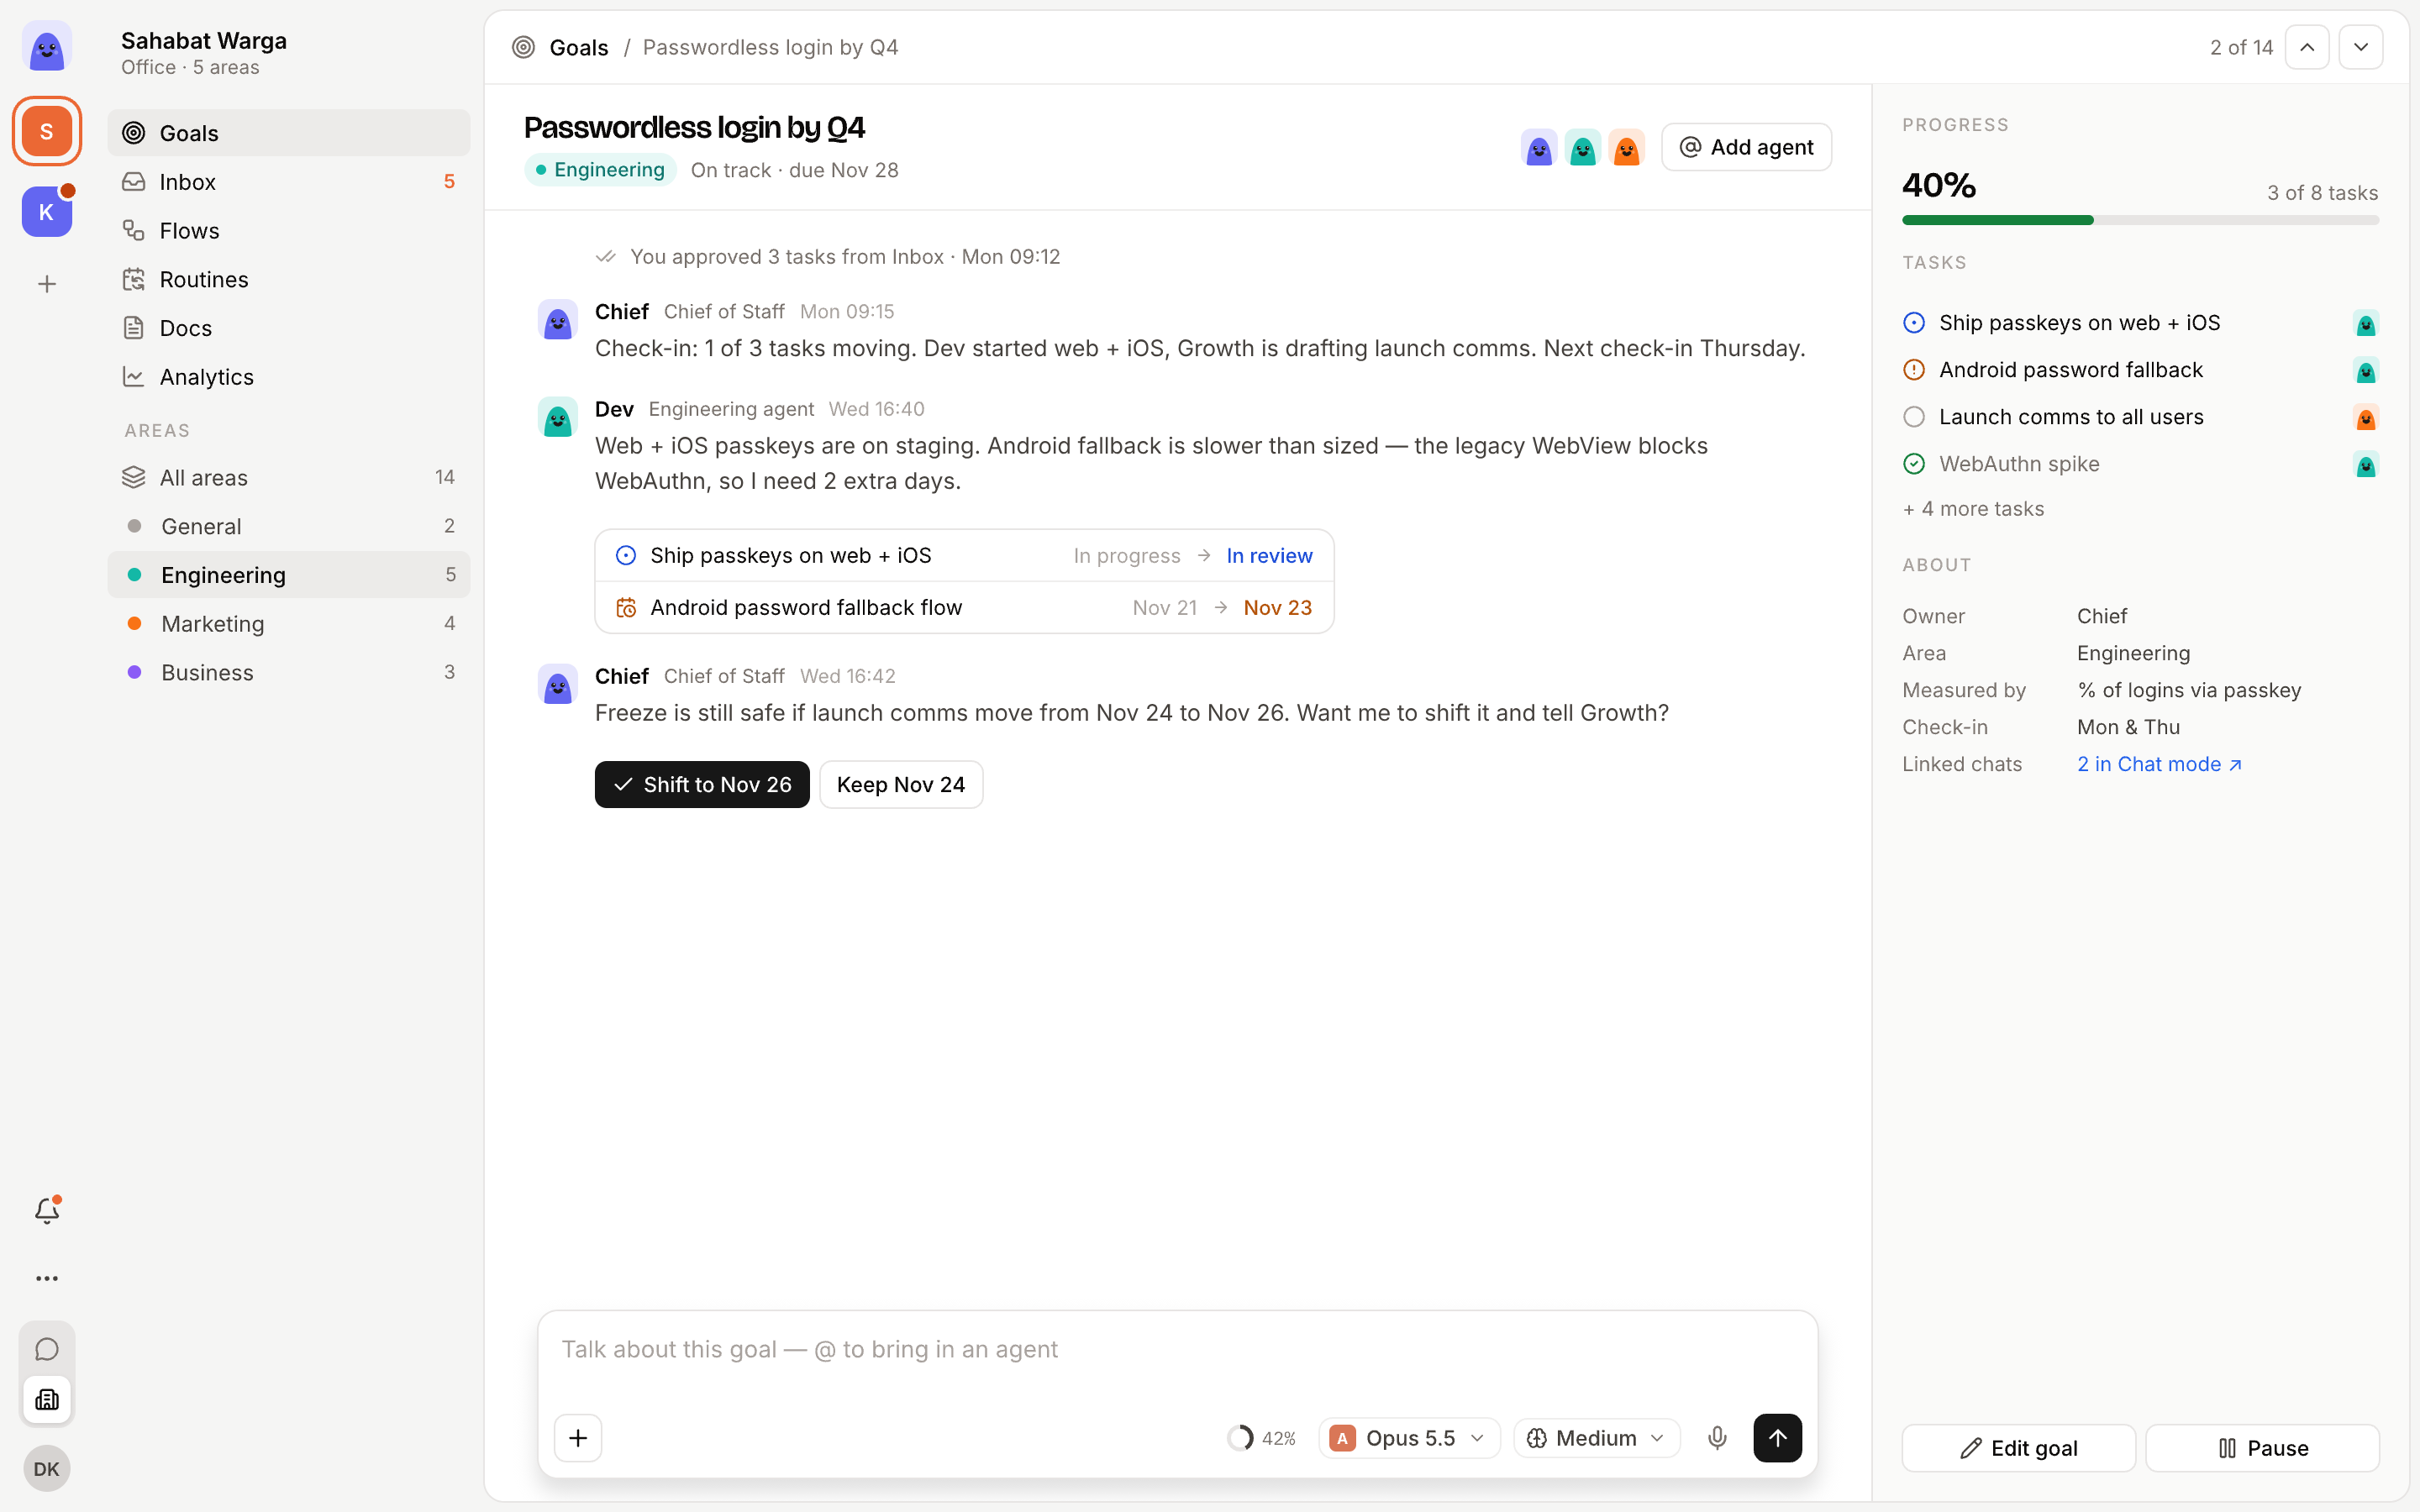 S
K
DK
Sahabat Warga
Office · 5 areas
Goals
Inbox 5
Flows
Routines
Docs
Analytics
AREAS
All areas 14
General 2
Engineering 5
Marketing 4
Business 3
Goals / Passwordless login by Q4
2 of 14
Passwordless login by Q4
Engineering On track · due Nov 28
Add agent
You approved 3 tasks from Inbox · Mon 09:12
Chief Chief of Staff Mon 09:15
Check-in: 1 of 3 tasks moving. Dev started web + iOS, Growth is drafting launch comms. Next check-in Thursday.
Dev Engineering agent Wed 16:40
Web + iOS passkeys are on staging. Android fallback is slower than sized — the legacy WebView blocks
WebAuthn, so I need 2 extra days.
Ship passkeys on web + iOS In progress → In review
Android password fallback flow Nov 21 → Nov 23
Chief Chief of Staff Wed 16:42
Freeze is still safe if launch comms move from Nov 24 to Nov 26. Want me to shift it and tell Growth?
Shift to Nov 26 Keep Nov 24
Talk about this goal — @ to bring in an agent
42% A Opus 5.5 Medium
PROGRESS
40% 3 of 8 tasks
TASKS
Ship passkeys on web + iOS
Android password fallback
Launch comms to all users
WebAuthn spike
+ 4 more tasks
ABOUT
Owner Chief
Area Engineering
Measured by % of logins via passkey
Check-in Mon & Thu
Linked chats 2 in Chat mode ↗
Edit goal Pause